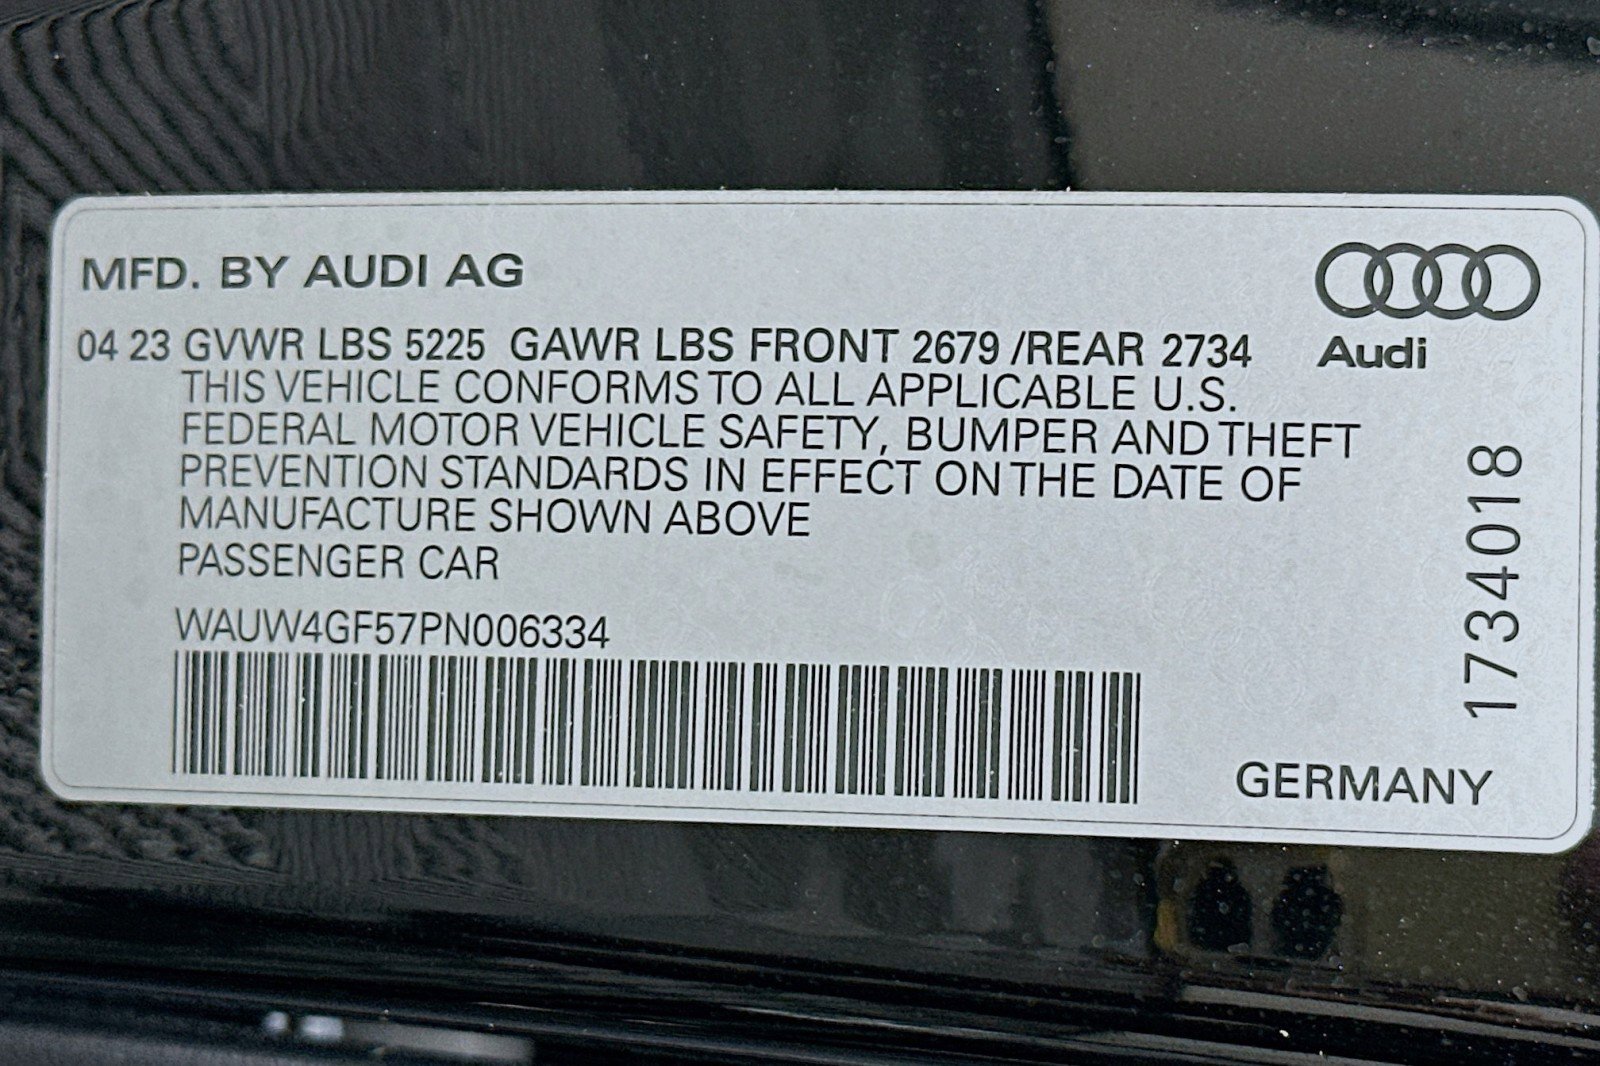 MFD. BY AUDI AG
Audi
04 23 GVWR LBS 5225 GAWR LBS FRONT 2679 /REAR 2734
THIS VEHICLE CONFORMS TO ALL APPLICABLE U.S.
FEDERAL MOTOR VEHICLE SAFETY, BUMPER AND THEFT
PREVENTION STANDARDS IN EFFECT ON THE DATE OF
MANUFACTURE SHOWN ABOVE
PASSENGER CAR
WAUW4GF57PN006334
1734018
GERMANY